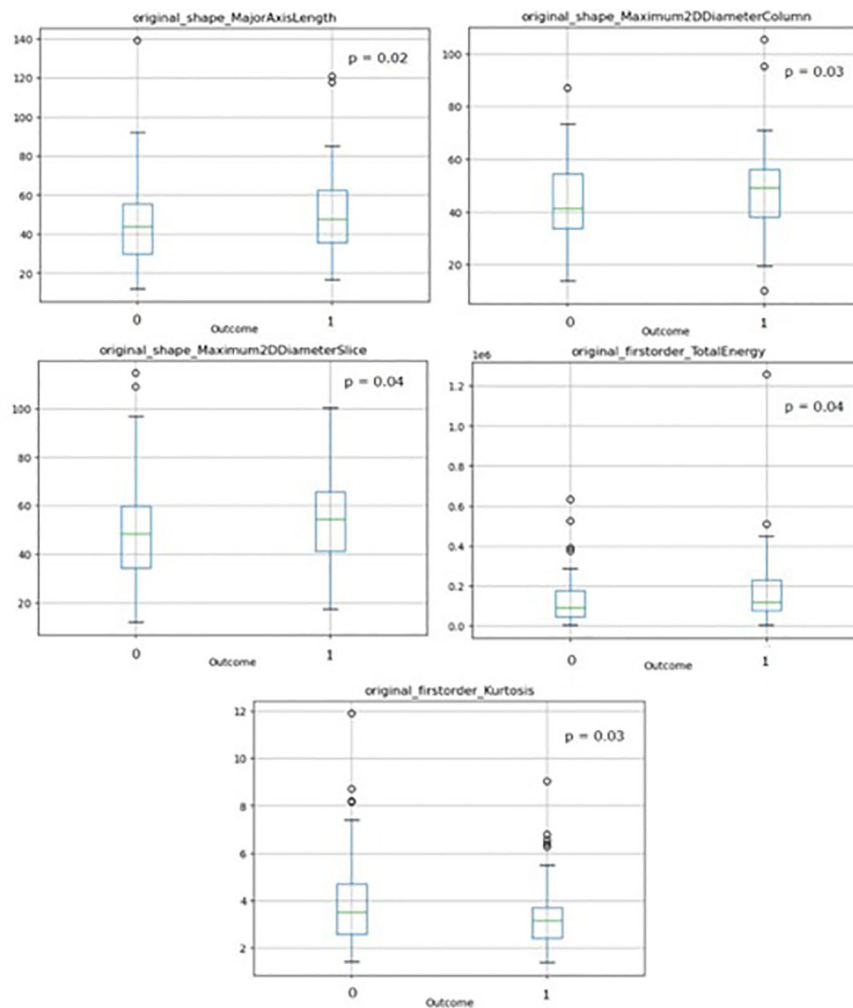 original_shape_MajorAxisLength
140
120
100
80
60
40
20
p = 0.02
0 1
Outcome
original_shape_Maximum2DDiameterColumn
100
80
60
40
20
p = 0.03
0 1
Outcome
original_shape_Maximum2DDiameterSlice
100
80
60
40
20
p = 0.04
0 1
Outcome
original_firstorder_TotalEnergy
1e6
1.2
1.0
0.8
0.6
0.4
0.2
0.0
p = 0.04
0 1
Outcome
original_firstorder_Kurtosis
12
10
8
6
4
2
p = 0.03
0 1
Outcome